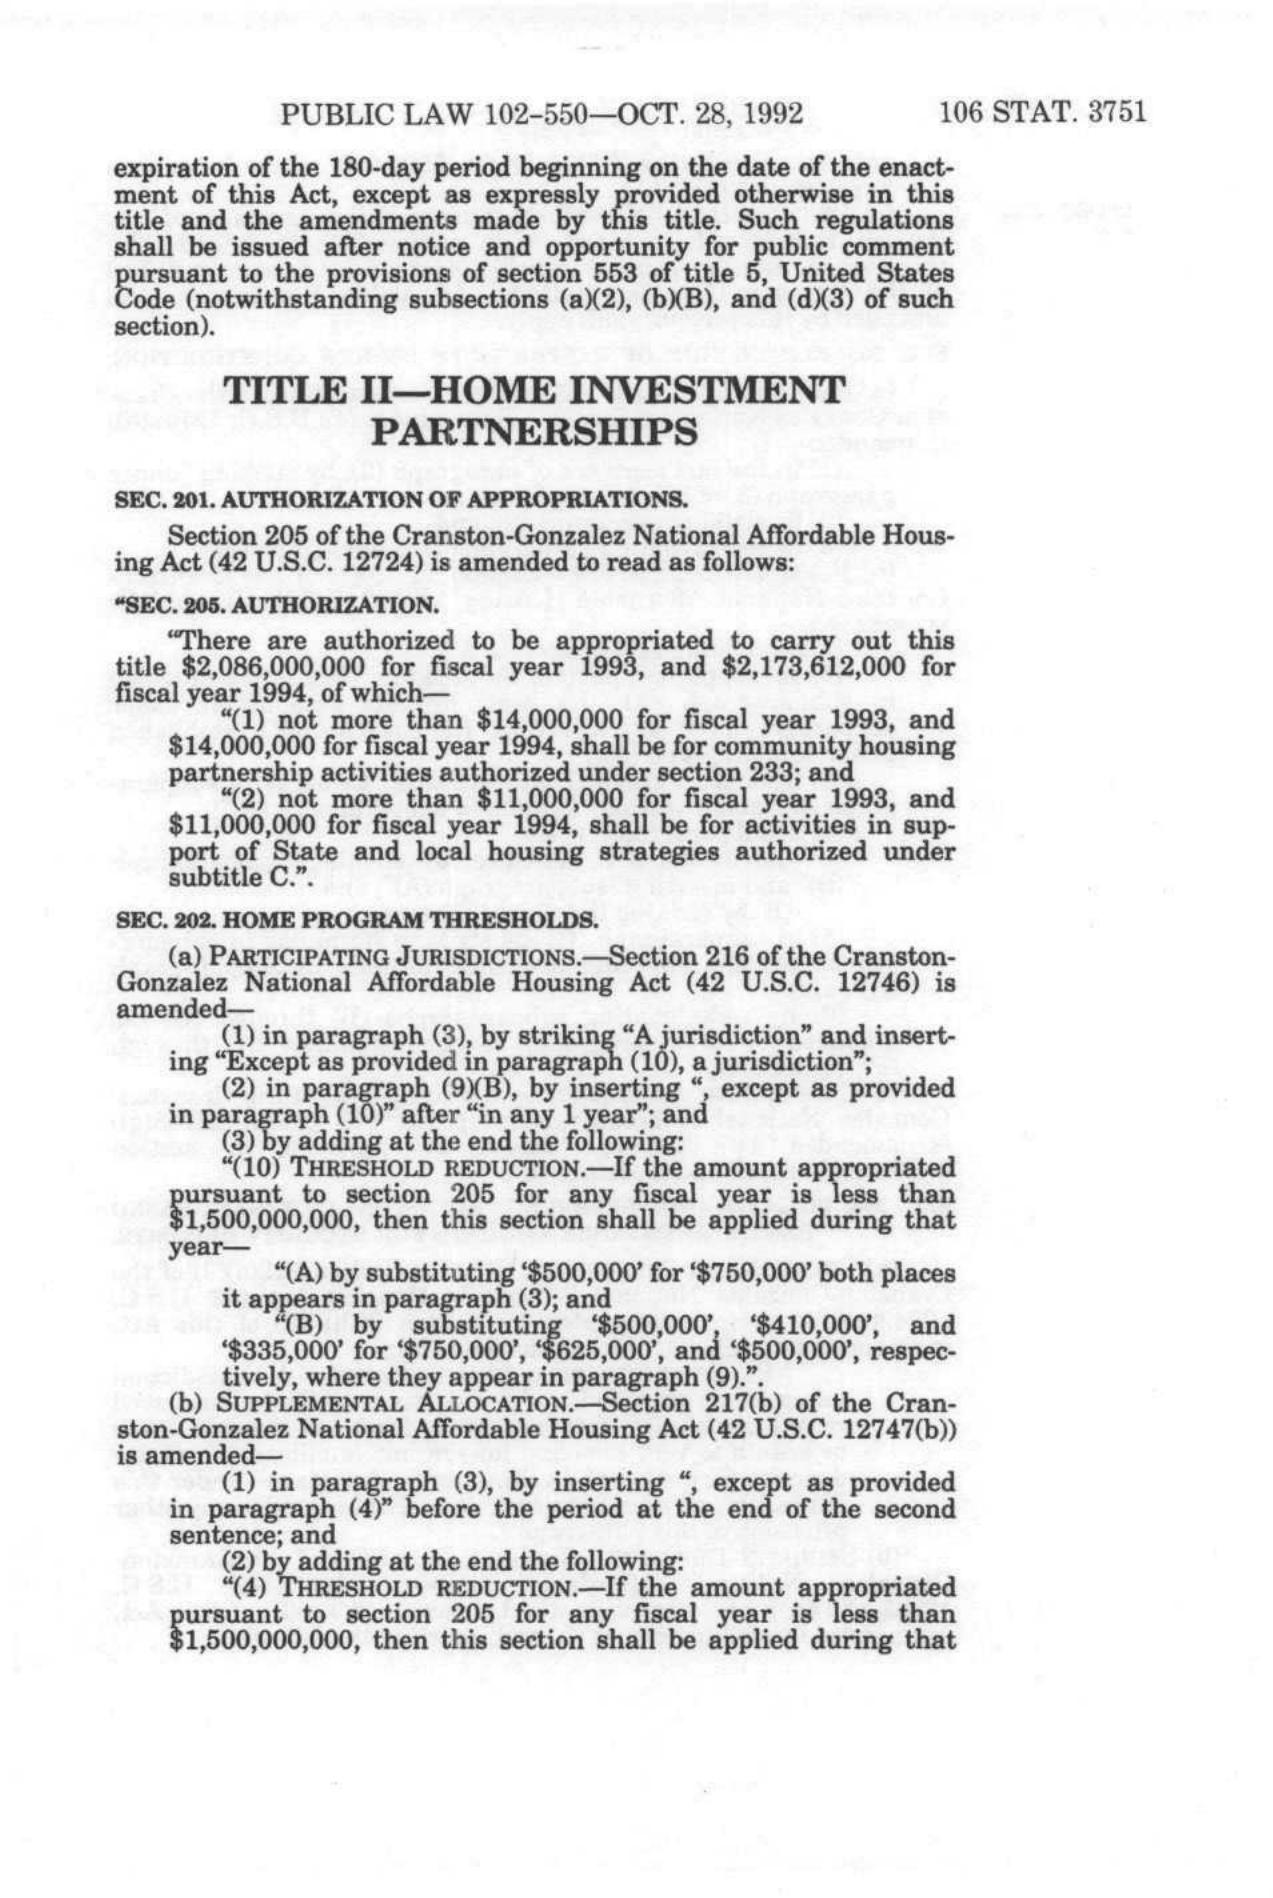 PUBLIC LAW 102-550—OCT. 28, 1992 106 STAT. 3751
expiration of the 180-day period beginning on the date of the enact-
ment of this Act, except as expressly provided otherwise in this
title and the amendments made by this title. Such regulations
shall be issued after notice and opportunity for public comment
pursuant to the provisions of section 553 of title 5, United States
Code (notwithstanding subsections (a)(2), (b)(B), and (d)(3) of such
section).
TITLE II—HOME INVESTMENT
PARTNERSHIPS
SEC. 201. AUTHORIZATION OF APPROPRIATIONS.
Section 205 of the Cranston-Gonzalez National Affordable Hous-
ing Act (42 U.S.C. 12724) is amended to read as follows:
“SEC. 205. AUTHORIZATION.
“There are authorized to be appropriated to carry out this
title $2,086,000,000 for fiscal year 1993, and $2,173,612,000 for
fiscal year 1994, of which—
“(1) not more than $14,000,000 for fiscal year 1993, and
$14,000,000 for fiscal year 1994, shall be for community housing
partnership activities authorized under section 233; and
“(2) not more than $11,000,000 for fiscal year 1993, and
$11,000,000 for fiscal year 1994, shall be for activities in sup-
port of State and local housing strategies authorized under
subtitle C.”.
SEC. 202. HOME PROGRAM THRESHOLDS.
(a) PARTICIPATING JURISDICTIONS.—Section 216 of the Cranston-
Gonzalez National Affordable Housing Act (42 U.S.C. 12746) is
amended—
(1) in paragraph (3), by striking “A jurisdiction” and insert-
ing “Except as provided in paragraph (10), a jurisdiction”;
(2) in paragraph (9)(B), by inserting “, except as provided
in paragraph (10)” after “in any 1 year”; and
(3) by adding at the end the following:
“(10) THRESHOLD REDUCTION.—If the amount appropriated
pursuant to section 205 for any fiscal year is less than
$1,500,000,000, then this section shall be applied during that
year—
“(A) by substituting ‘$500,000’ for ‘$750,000’ both places
it appears in paragraph (3); and
“(B) by substituting ‘$500,000’, ‘$410,000’, and
‘$335,000’ for ‘$750,000’, ‘$625,000’, and ‘$500,000’, respec-
tively, where they appear in paragraph (9).”.
(b) SUPPLEMENTAL ALLOCATION.—Section 217(b) of the Cran-
ston-Gonzalez National Affordable Housing Act (42 U.S.C. 12747(b))
is amended—
(1) in paragraph (3), by inserting “, except as provided
in paragraph (4)” before the period at the end of the second
sentence; and
(2) by adding at the end the following:
“(4) THRESHOLD REDUCTION.—If the amount appropriated
pursuant to section 205 for any fiscal year is less than
$1,500,000,000, then this section shall be applied during that